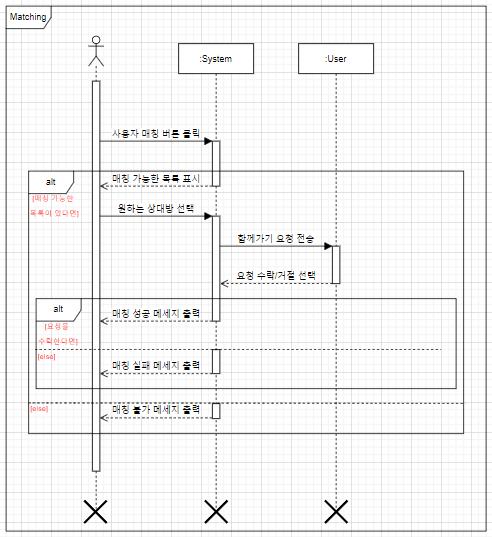 Matching
:System
:User
사용자 매칭 버튼 클릭
alt
매칭 가능한 목록 표시
[매칭 가능한
목록이 있다면]
원하는 상대방 선택
함께가기 요청 전송
요청 수락/거절 선택
alt
매칭 성공 메세지 출력
[요청을
수락한다면]
[else]
매칭 실패 메세지 출력
[else]
매칭 불가 메세지 출력